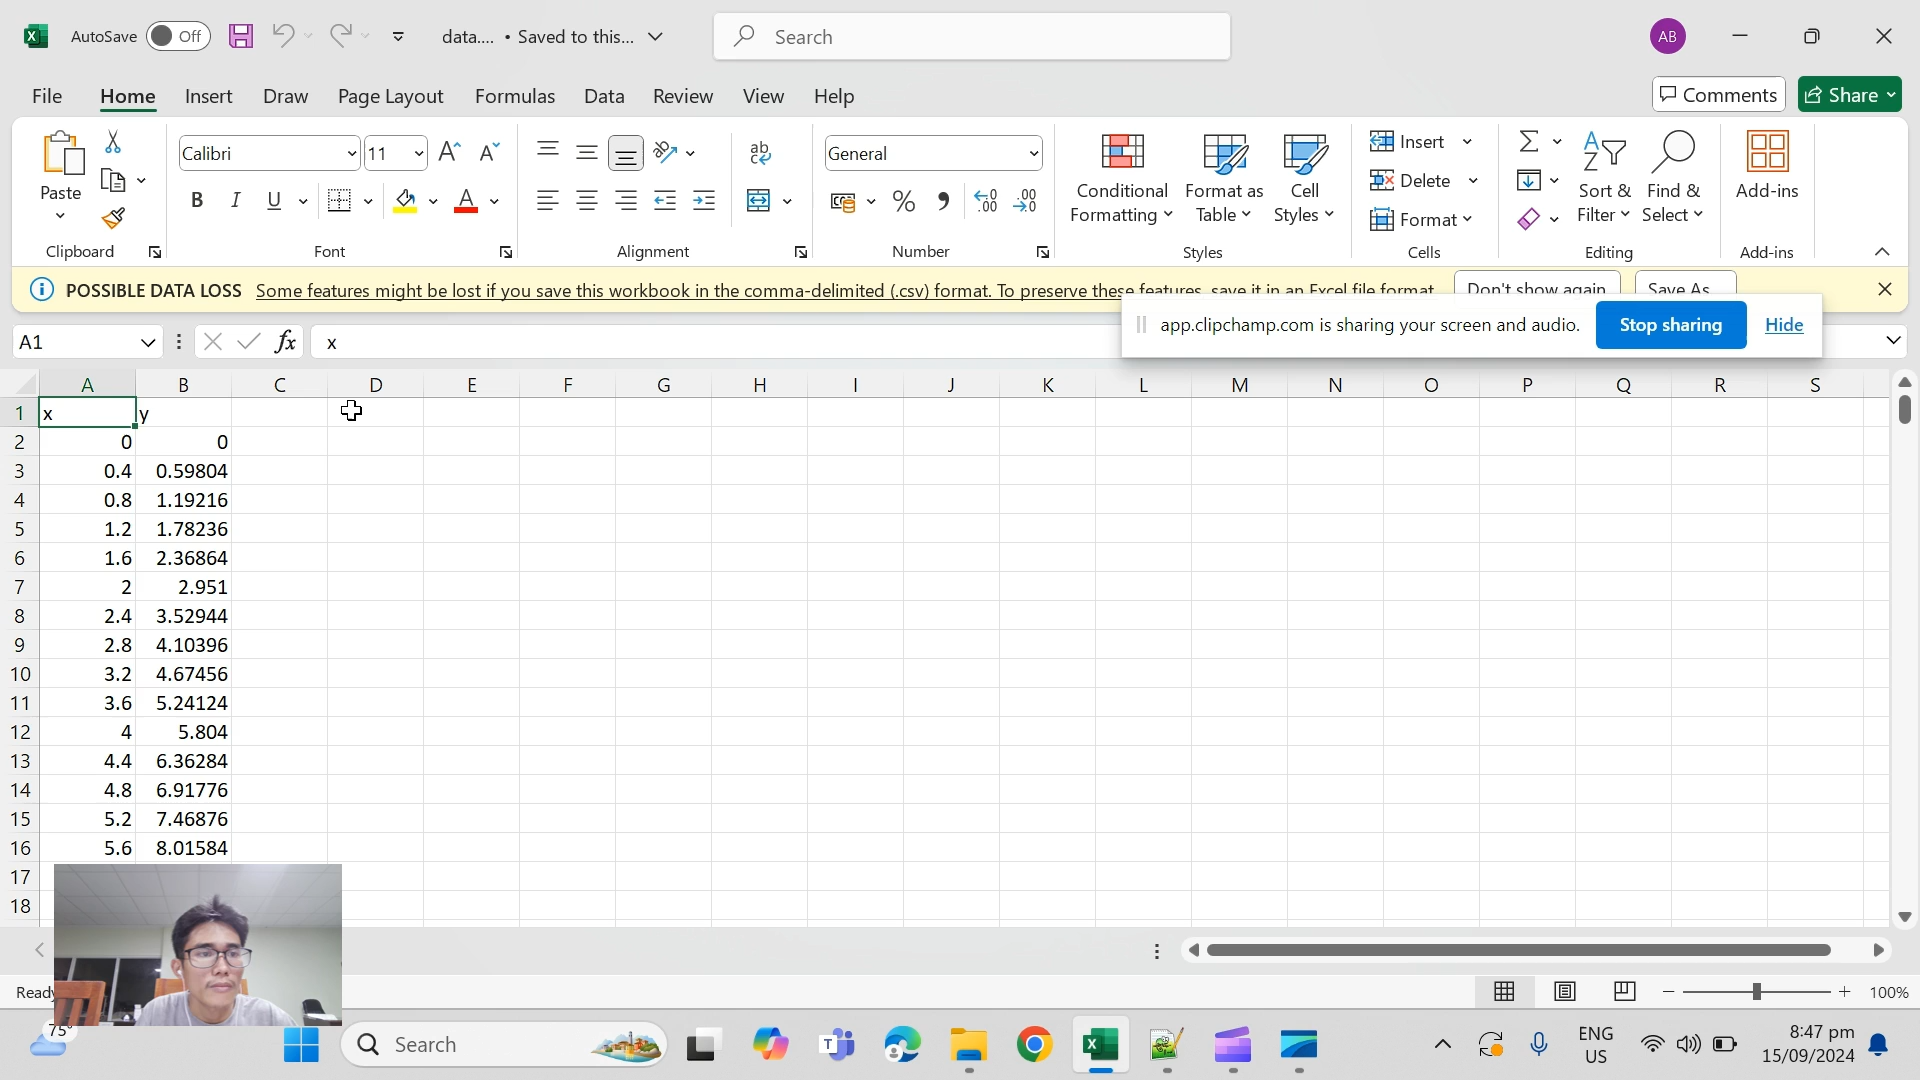 AutoSave Off data.... • Saved to this... Search AB
File Home Insert Draw Page Layout Formulas Data Review View Help Comments Share
Paste Calibri 11 General Conditional Formatting Format as Table Cell Styles Insert Delete Format Sort & Filter Find & Select Add-ins
Clipboard Font Alignment Number Styles Cells Editing Add-ins
POSSIBLE DATA LOSS Some features might be lost if you save this workbook in the comma-delimited (.csv) format. To preserve these features, save it in an Excel file format. Don't show again Save As...
app.clipchamp.com is sharing your screen and audio. Stop sharing Hide
A1 fx x
A B C D E F G H I J K L M N O P Q R S
1 x y
2 0 0
3 0.4 0.59804
4 0.8 1.19216
5 1.2 1.78236
6 1.6 2.36864
7 2 2.951
8 2.4 3.52944
9 2.8 4.10396
10 3.2 4.67456
11 3.6 5.24124
12 4 5.804
13 4.4 6.36284
14 4.8 6.91776
15 5.2 7.46876
16 5.6 8.01584
17
18
Ready 100%
75° Search ENG US 8:47 pm 15/09/2024